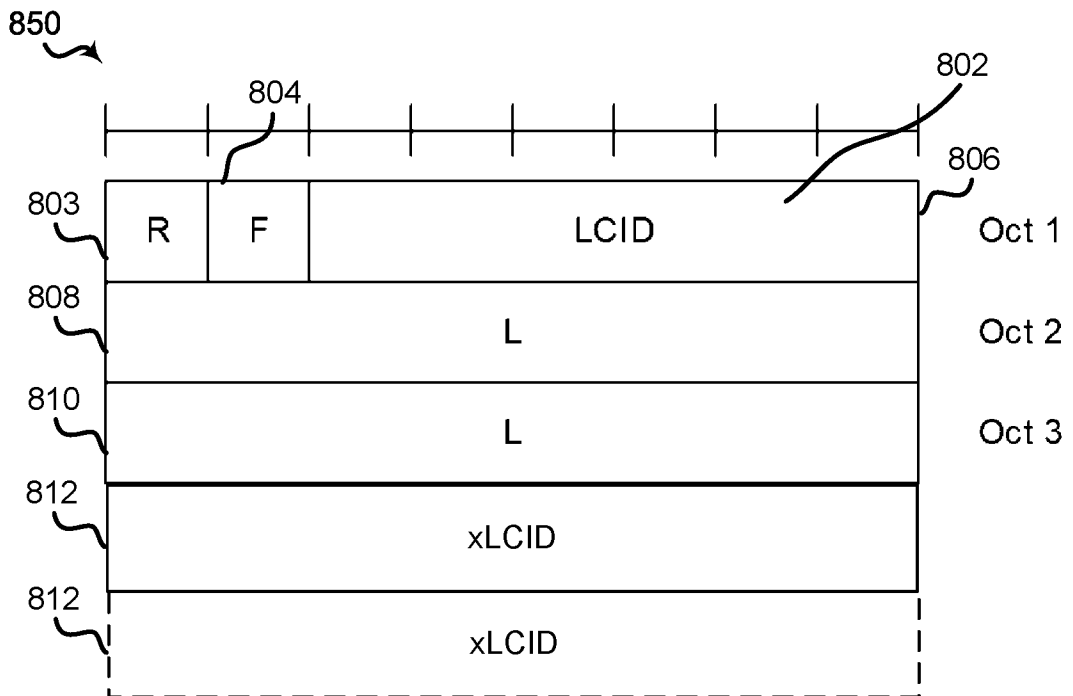 850
804
802
806
803
R F LCID Oct 1
808
L Oct 2
810
L Oct 3
812
xLCID
812
xLCID